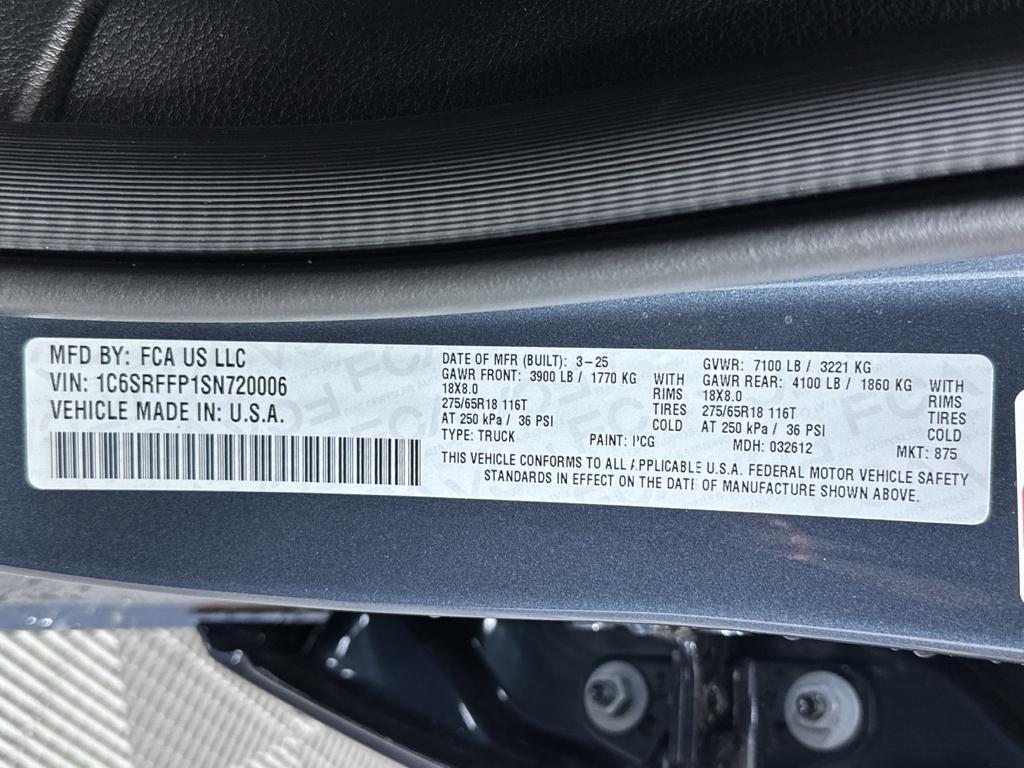 MFD BY: FCA US LLC
VIN: 1C6SRFFP1SN720006
VEHICLE MADE IN: U.S.A.
DATE OF MFR (BUILT): 3-25
GAWR FRONT: 3900 LB / 1770 KG WITH
18X8.0 RIMS
275/65R18 116T TIRES
AT 250 kPa / 36 PSI COLD
TYPE: TRUCK PAINT: PCG
GVWR: 7100 LB / 3221 KG
GAWR REAR: 4100 LB / 1860 KG WITH
18X8.0 RIMS
275/65R18 116T TIRES
AT 250 kPa / 36 PSI COLD
MDH: 032612 MKT: 875
THIS VEHICLE CONFORMS TO ALL APPLICABLE U.S.A. FEDERAL MOTOR VEHICLE SAFETY
STANDARDS IN EFFECT ON THE DATE OF MANUFACTURE SHOWN ABOVE.